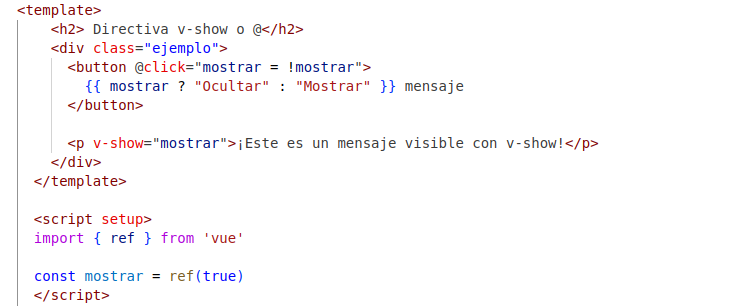 <template>
<h2> Directiva v-show o @</h2>
<div class="ejemplo">
<button @click="mostrar = !mostrar">
{{ mostrar ? "Ocultar" : "Mostrar" }} mensaje
</button>
<p v-show="mostrar">¡Este es un mensaje visible con v-show!</p>
</div>
</template>
<script setup>
import { ref } from 'vue'
const mostrar = ref(true)
</script>